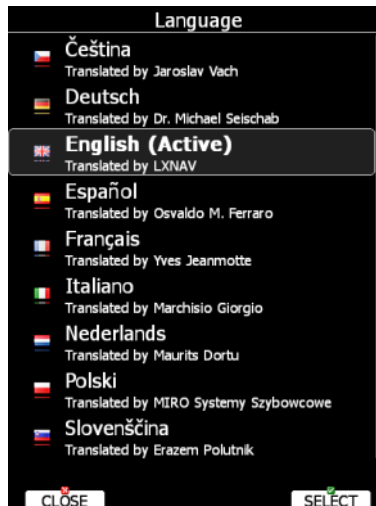 Language
Čeština
Translated by Jaroslav Vach
Deutsch
Translated by Dr. Michael Seischab
English (Active)
Translated by LXNAV
Español
Translated by Osvaldo M. Ferraro
Français
Translated by Yves Jeanmotte
Italiano
Translated by Marchisio Giorgio
Nederlands
Translated by Maurits Dortu
Polski
Translated by MIRO Systemy Szybowcowe
Slovenščina
Translated by Erazem Polutnik
CLOSE
SELECT